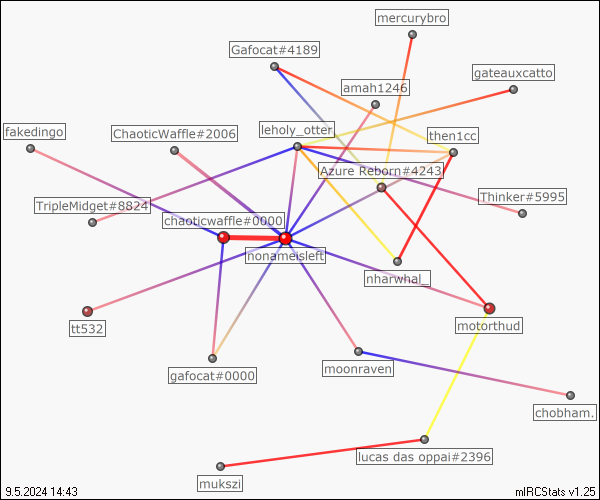 mercurybro
Gafocat#4189
gateauxcatto
amah1246
fakedingo
ChaoticWaffle#2006
leholy_otter.
then1cc
Azure Reborn#4243
Thinker#5995
TripleMidget#8824
chaoticwaffle#0000
nonameisleft
nharwhal_
tt532
motorthud
gafocat#0000
moonraven
chobham.
lucas das oppai#2396
mukszi
9.5.2024 14:43
mIRCStats v1.25